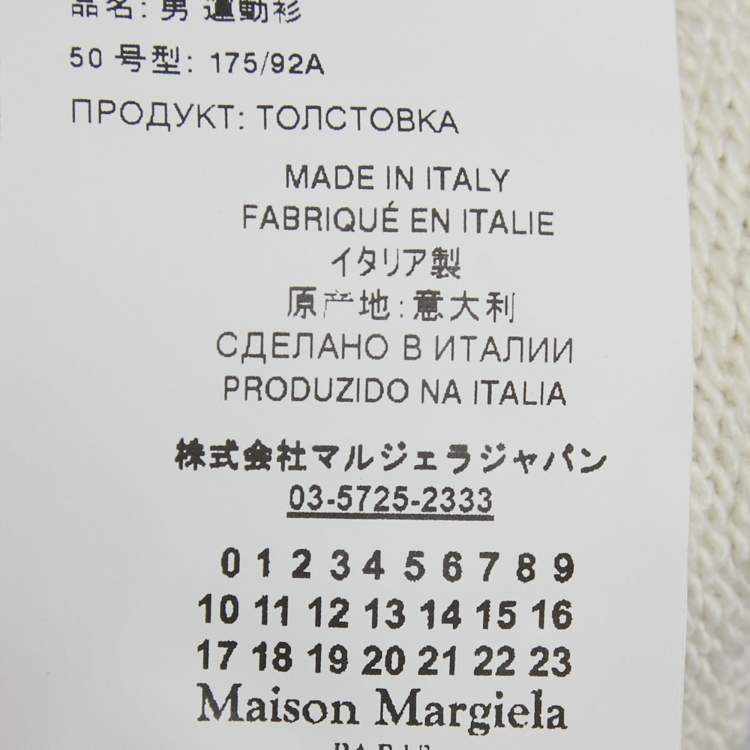 品名: 男 運動衫
50 号型: 175/92A
ПРОДУКТ: ТОЛСТОВКА
MADE IN ITALY
FABRIQUÉ EN ITALIE
イタリア製
原产地:意大利
СДЕЛАНО В ИТАЛИИ
PRODUZIDO NA ITALIA
株式会社マルジェラジャパン
03-5725-2333
0 1 2 3 4 5 6 7 8 9
10 11 12 13 14 15 16
17 18 19 20 21 22 23
Maison Margiela